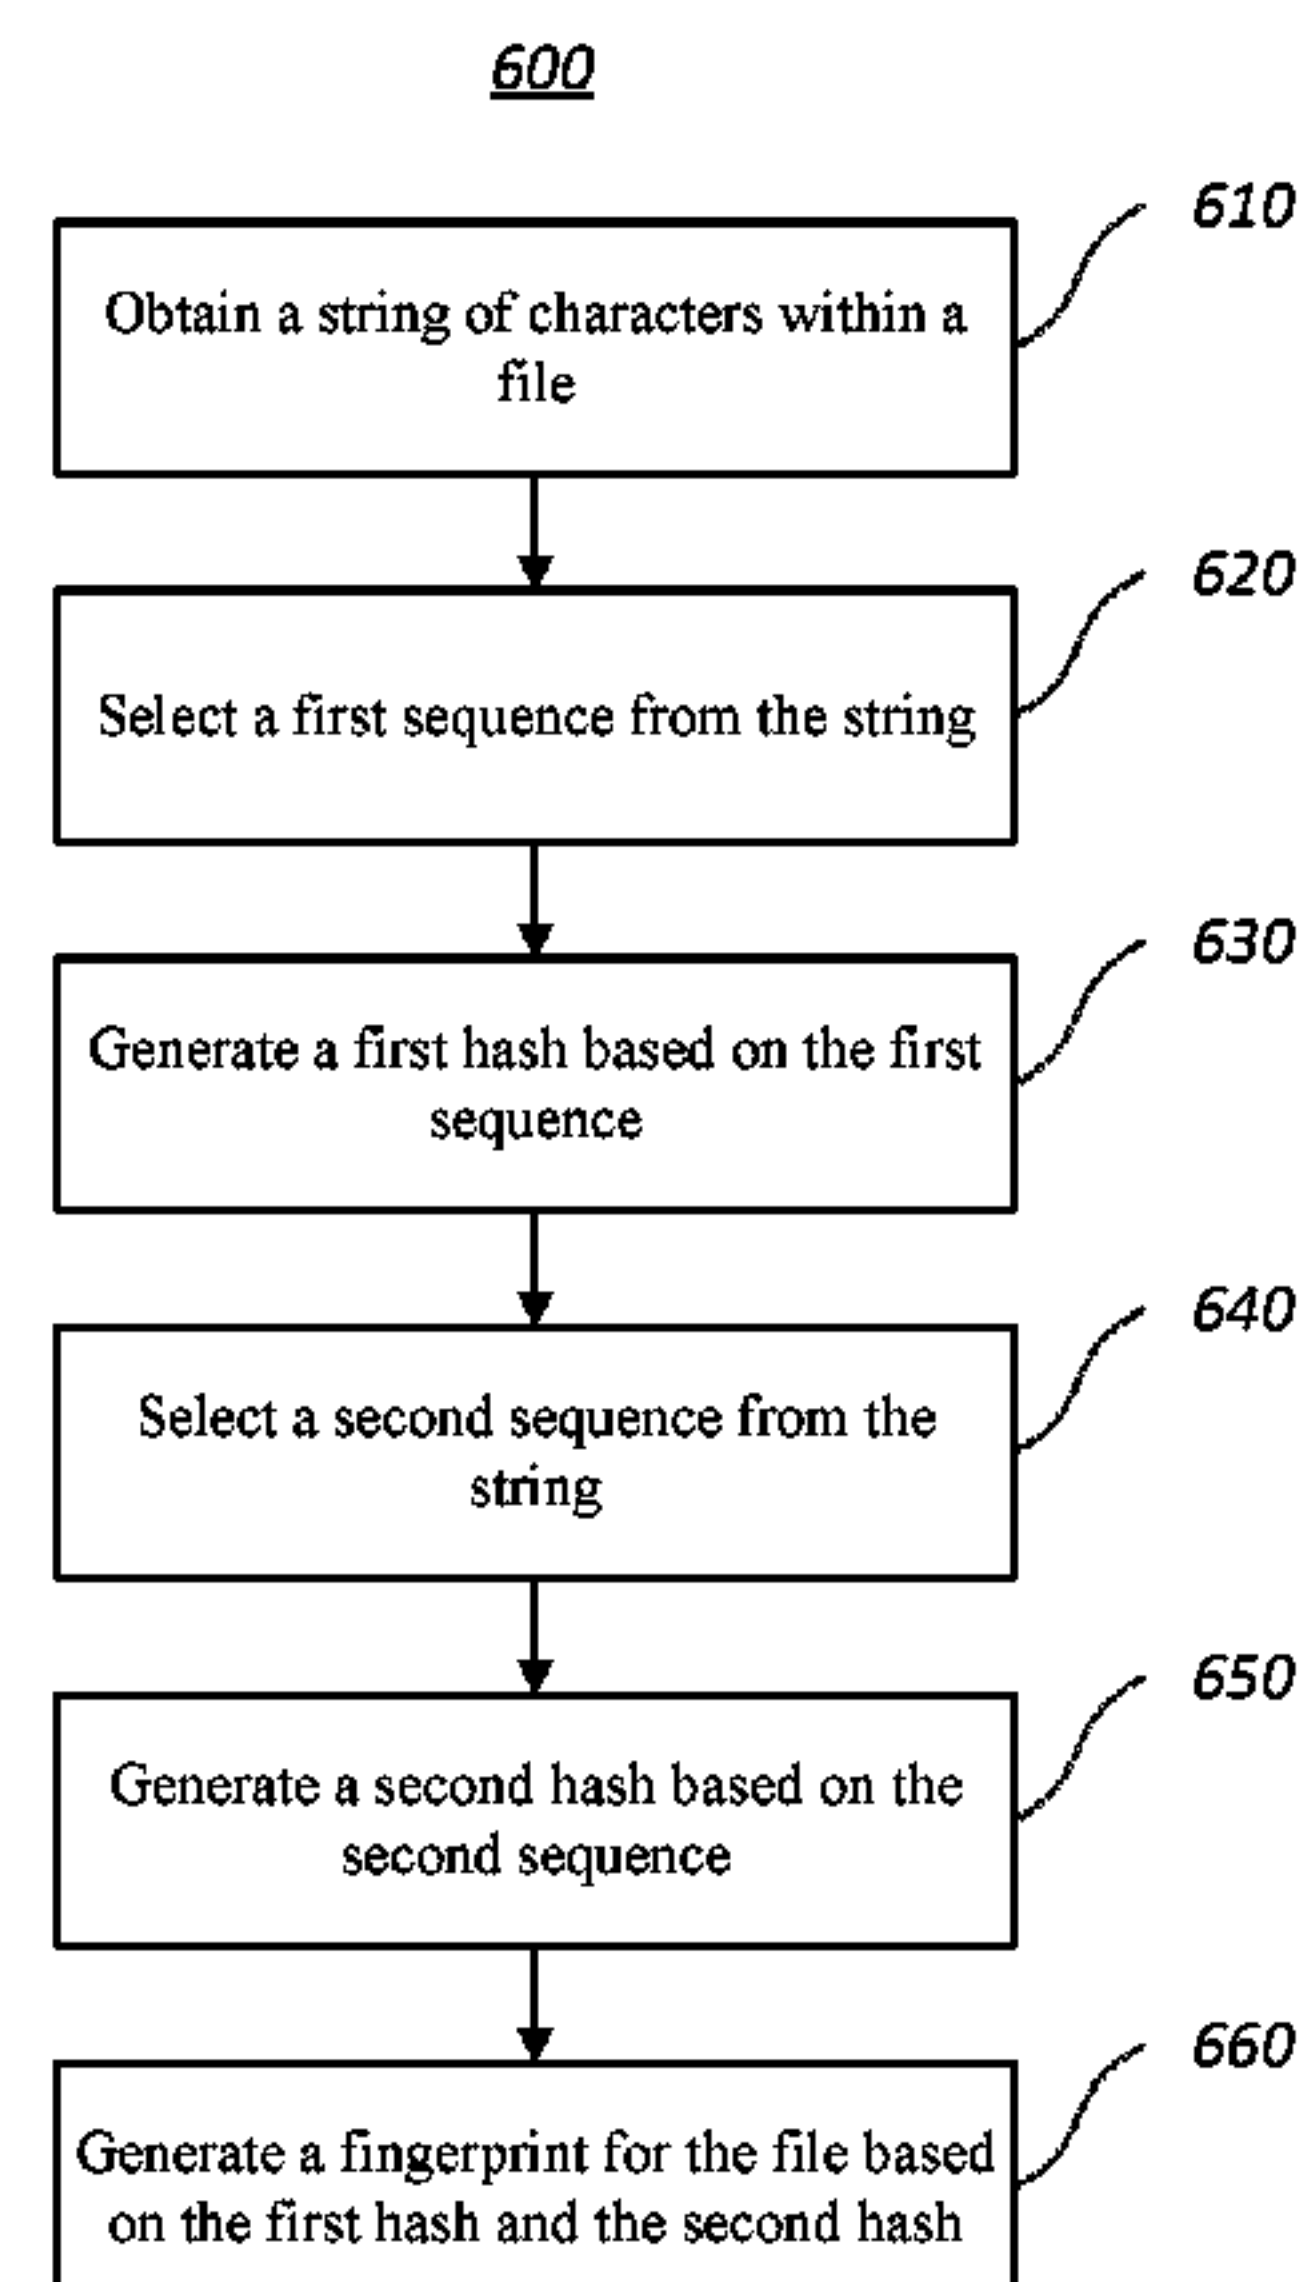 600
610
Obtain a string of characters within a
file
620
Select a first sequence from the string
630
Generate a first hash based on the first
sequence
640
Select a second sequence from the
string
650
Generate a second hash based on the
second sequence
660
Generate a fingerprint for the file based
on the first hash and the second hash